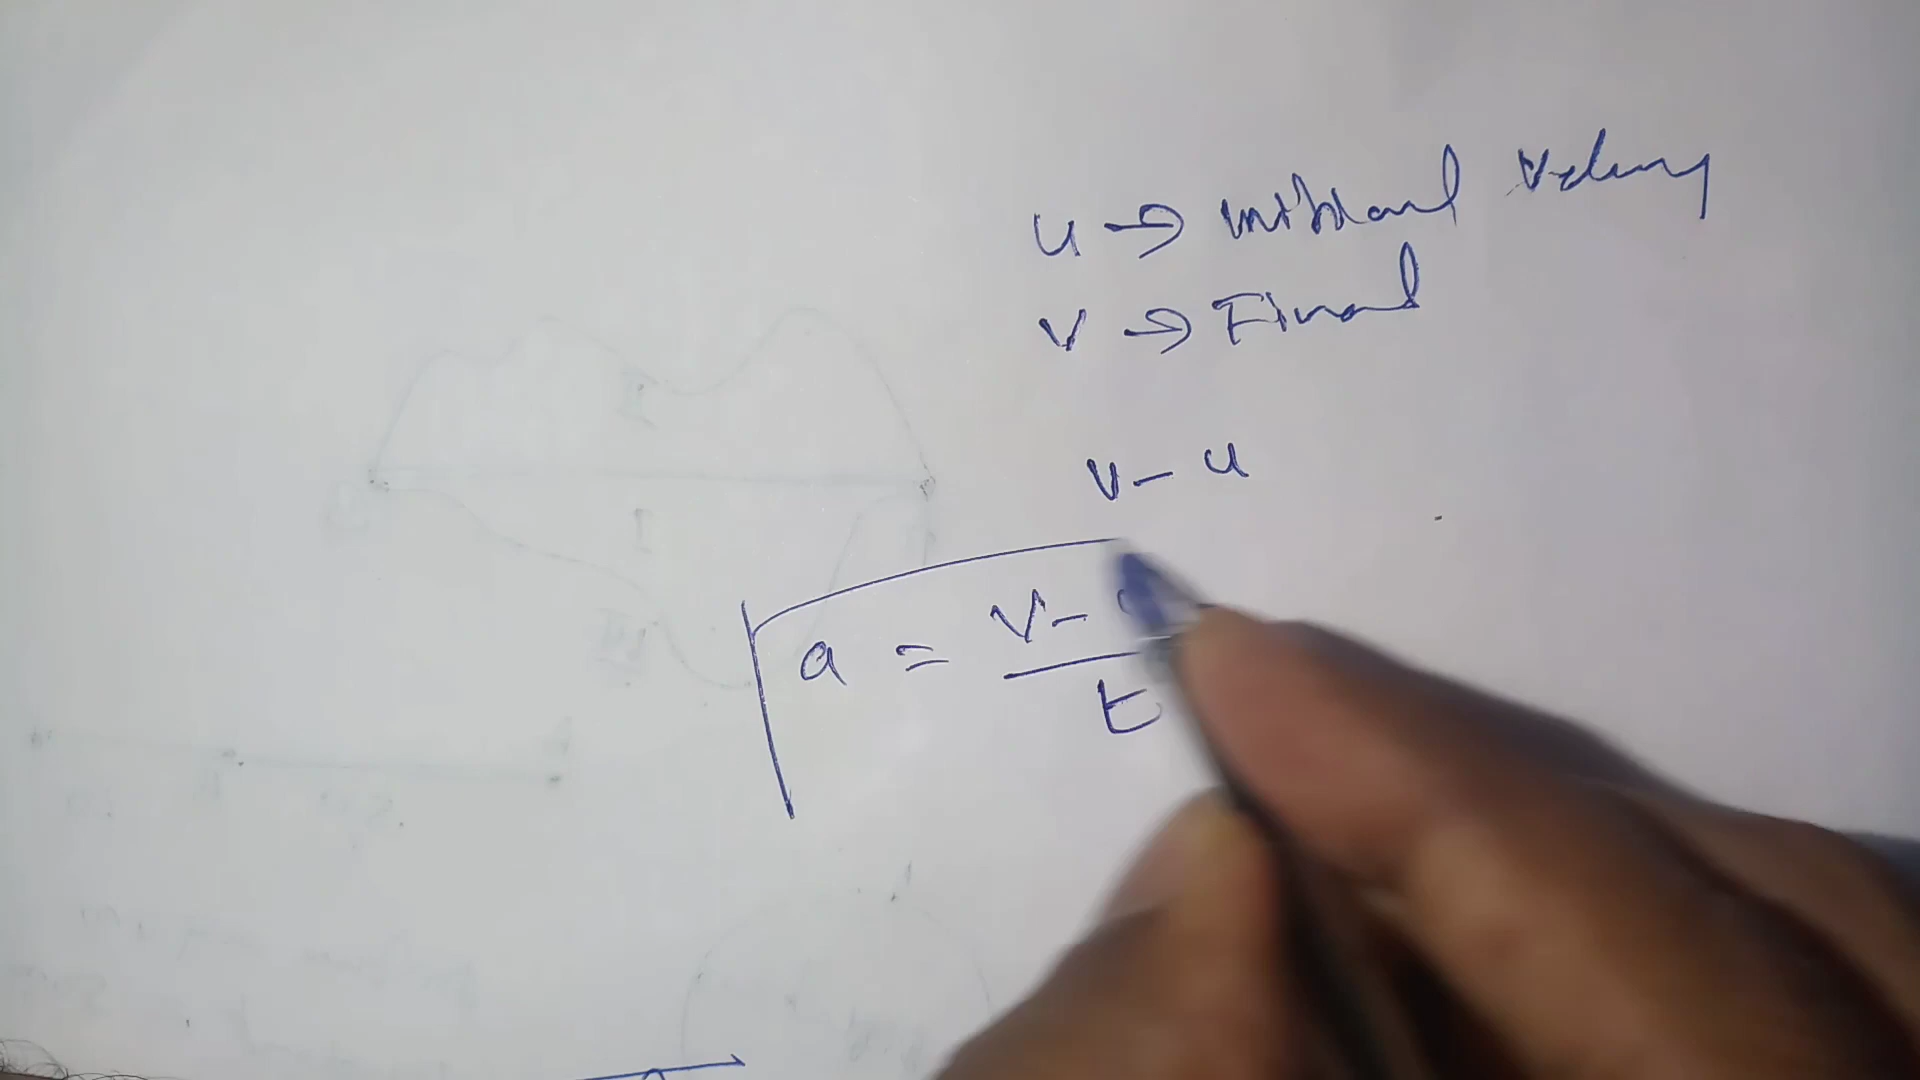 u → initial velocity
v → Final
v - u
a = v -
t